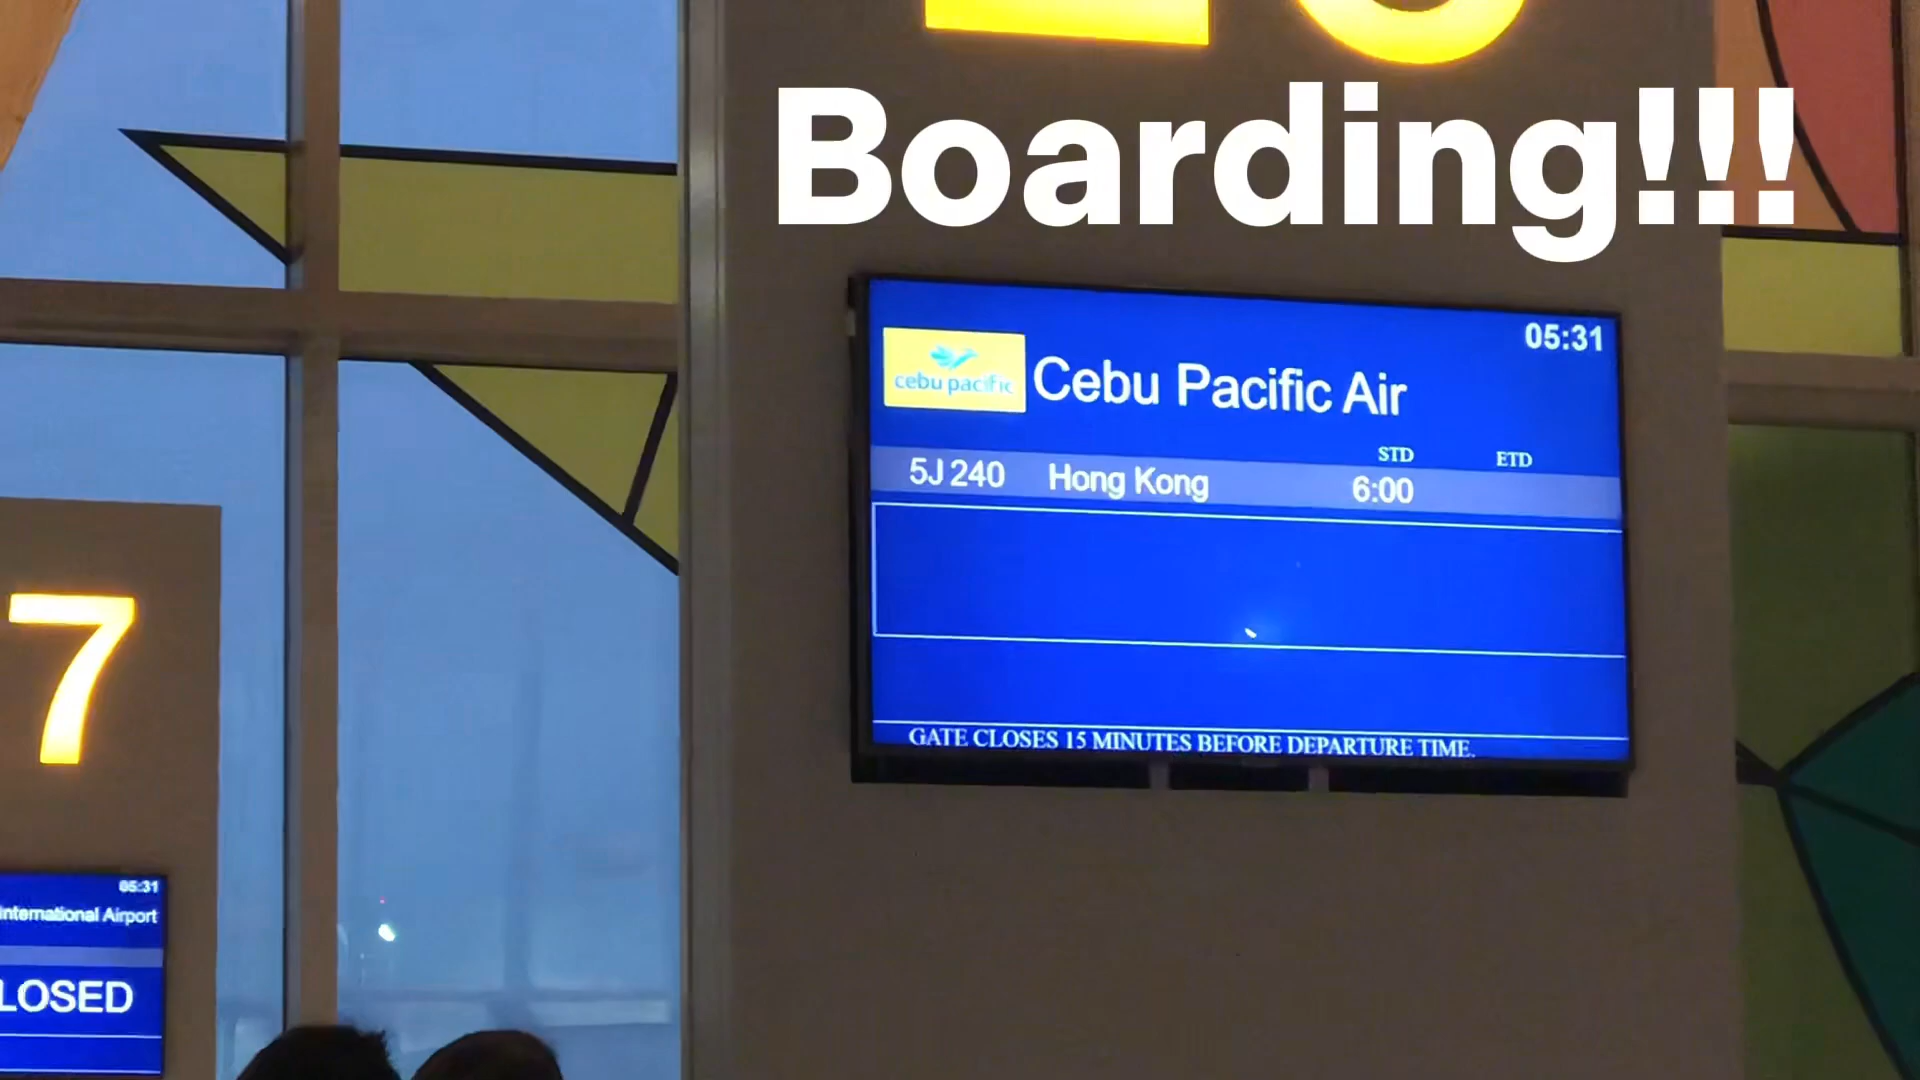 Boarding!!!
05:31
cebu pacific
Cebu Pacific Air
STD ETD
5J 240 Hong Kong 6:00
GATE CLOSES 15 MINUTES BEFORE DEPARTURE TIME.
7
05:31
International Airport
LOSED